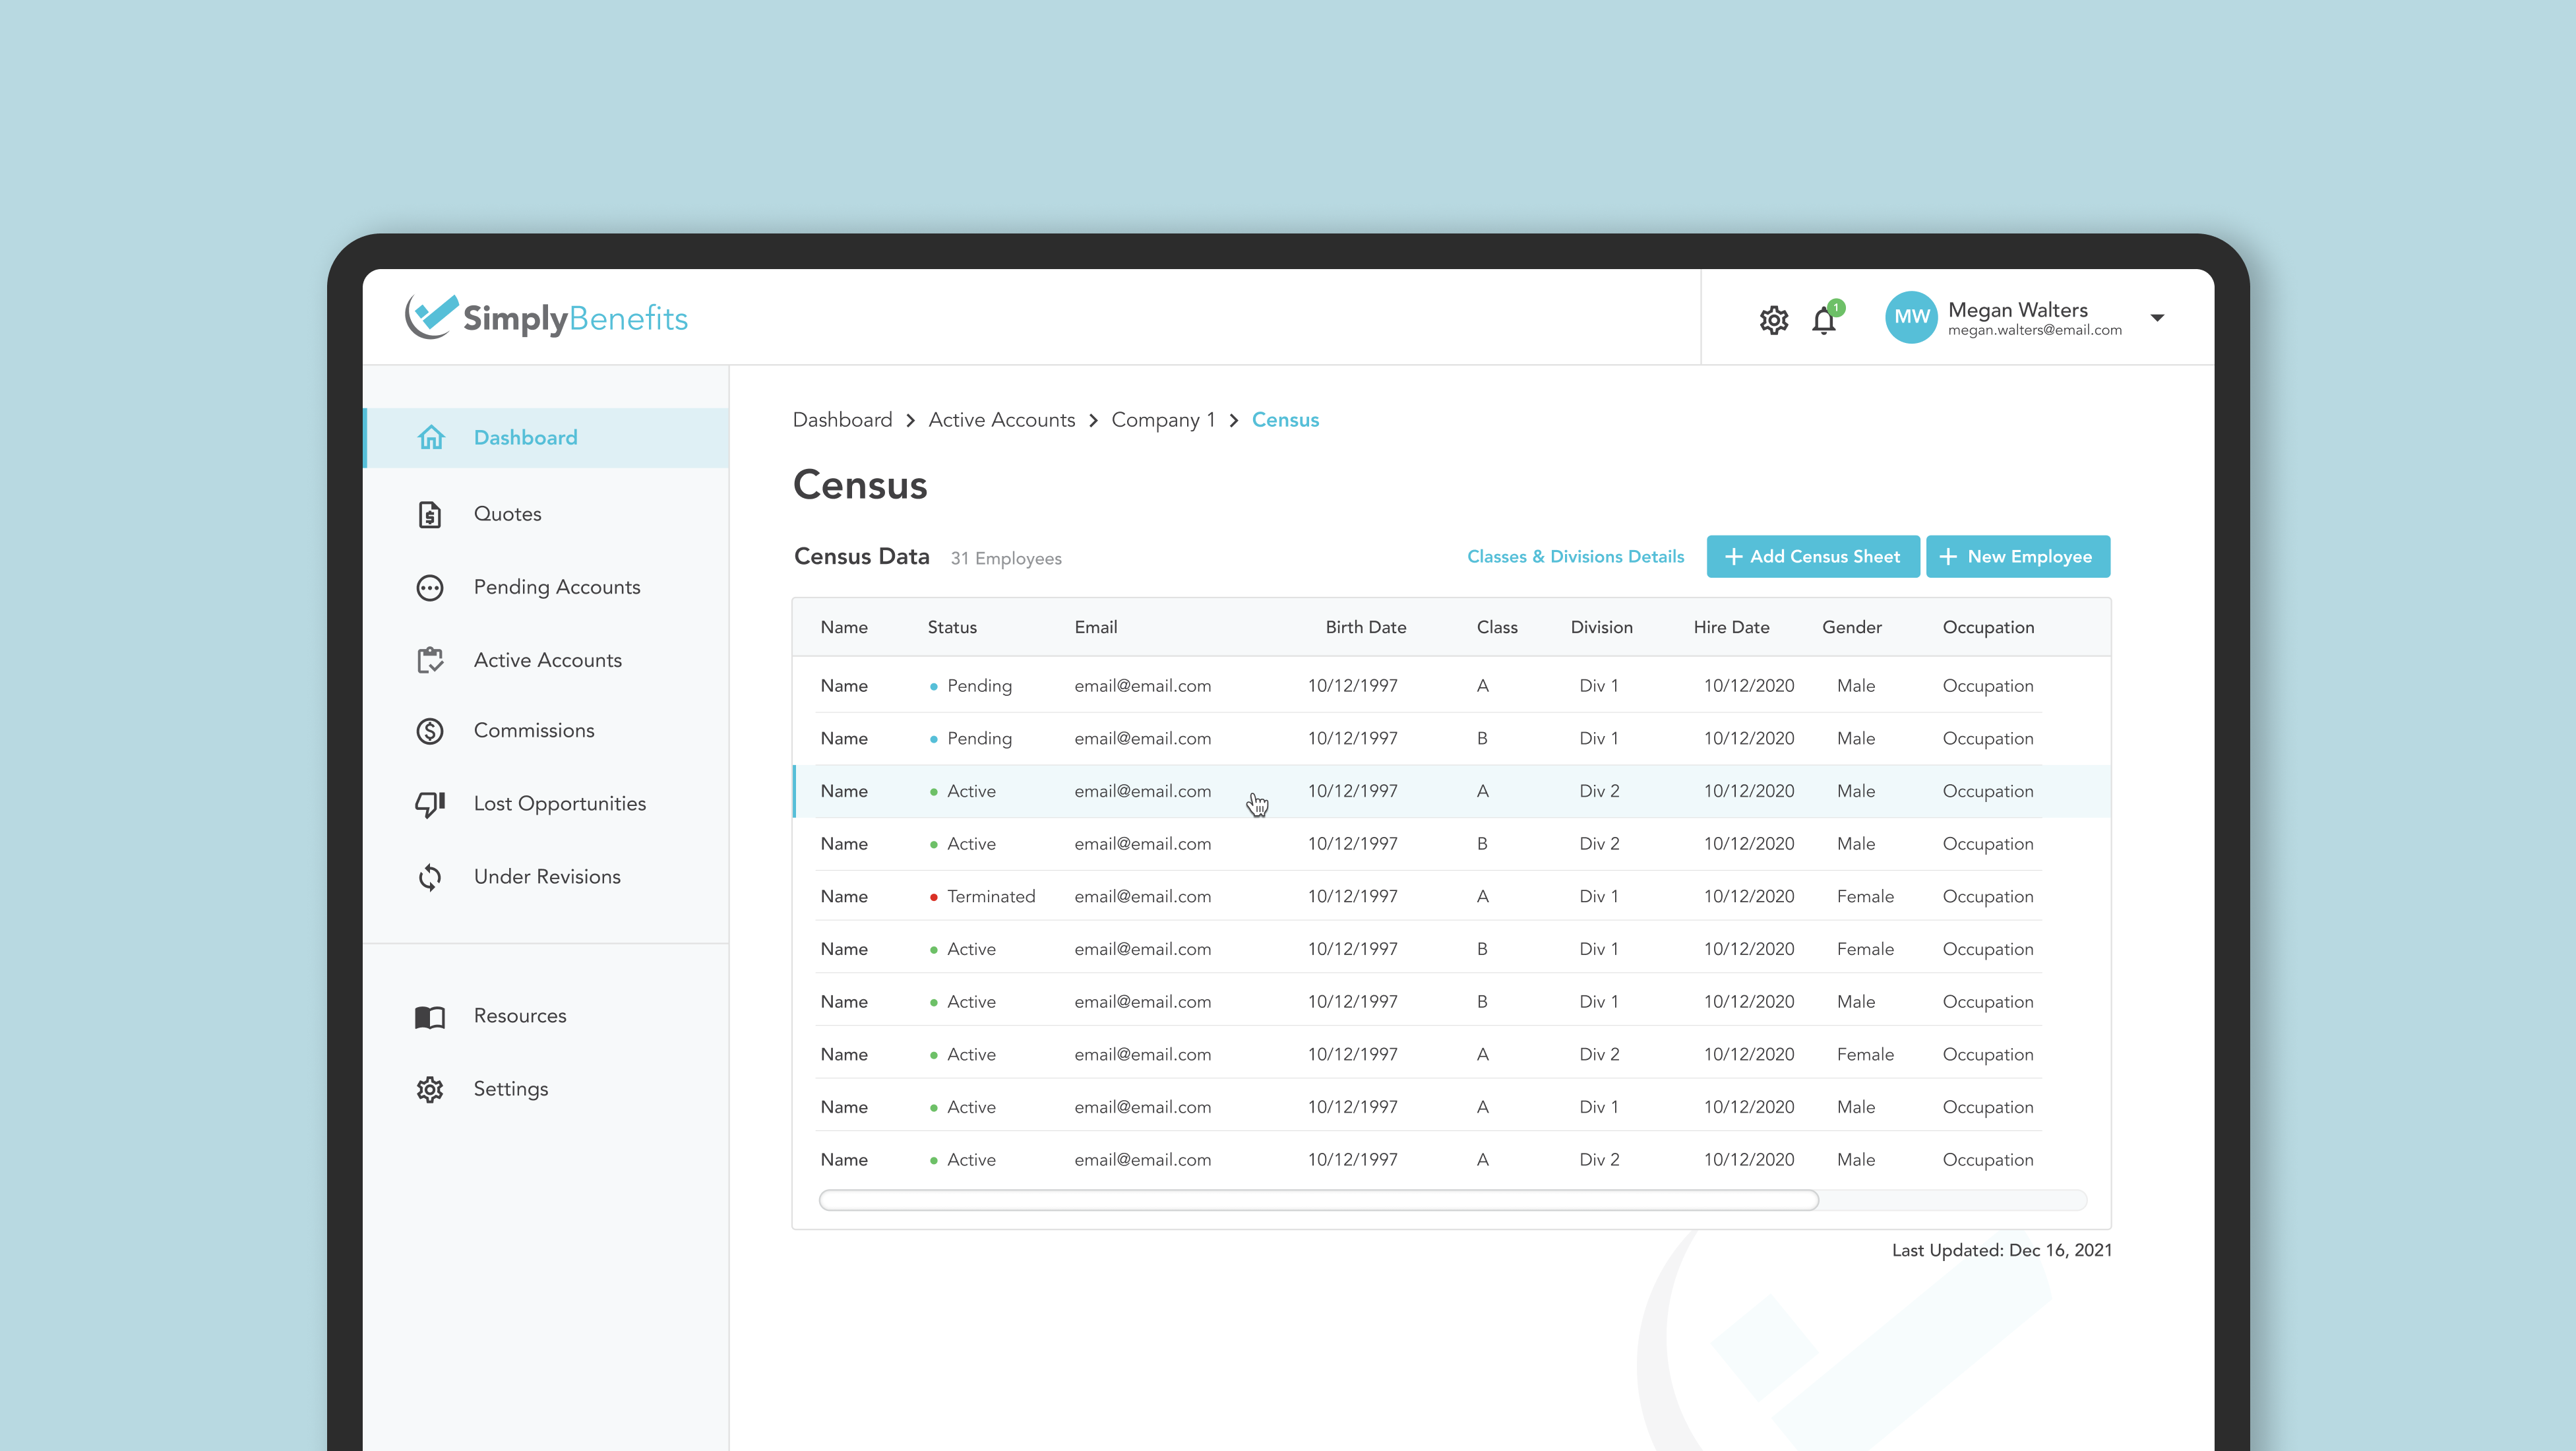 SimplyBenefits
1
MW
Megan Walters
megan.walters@email.com
Dashboard
Quotes
Pending Accounts
Active Accounts
Commissions
Lost Opportunities
Under Revisions
Resources
Settings
Dashboard > Active Accounts > Company 1 > Census
Census
Census Data 31 Employees Classes & Divisions Details + Add Census Sheet + New Employee
Name Status Email Birth Date Class Division Hire Date Gender Occupation
Name Pending email@email.com 10/12/1997 A Div 1 10/12/2020 Male Occupation
Name Pending email@email.com 10/12/1997 B Div 1 10/12/2020 Male Occupation
Name Active email@email.com 10/12/1997 A Div 2 10/12/2020 Male Occupation
Name Active email@email.com 10/12/1997 B Div 2 10/12/2020 Male Occupation
Name Terminated email@email.com 10/12/1997 A Div 1 10/12/2020 Female Occupation
Name Active email@email.com 10/12/1997 B Div 1 10/12/2020 Female Occupation
Name Active email@email.com 10/12/1997 B Div 1 10/12/2020 Male Occupation
Name Active email@email.com 10/12/1997 A Div 2 10/12/2020 Female Occupation
Name Active email@email.com 10/12/1997 A Div 1 10/12/2020 Male Occupation
Name Active email@email.com 10/12/1997 A Div 2 10/12/2020 Male Occupation
Last Updated: Dec 16, 2021